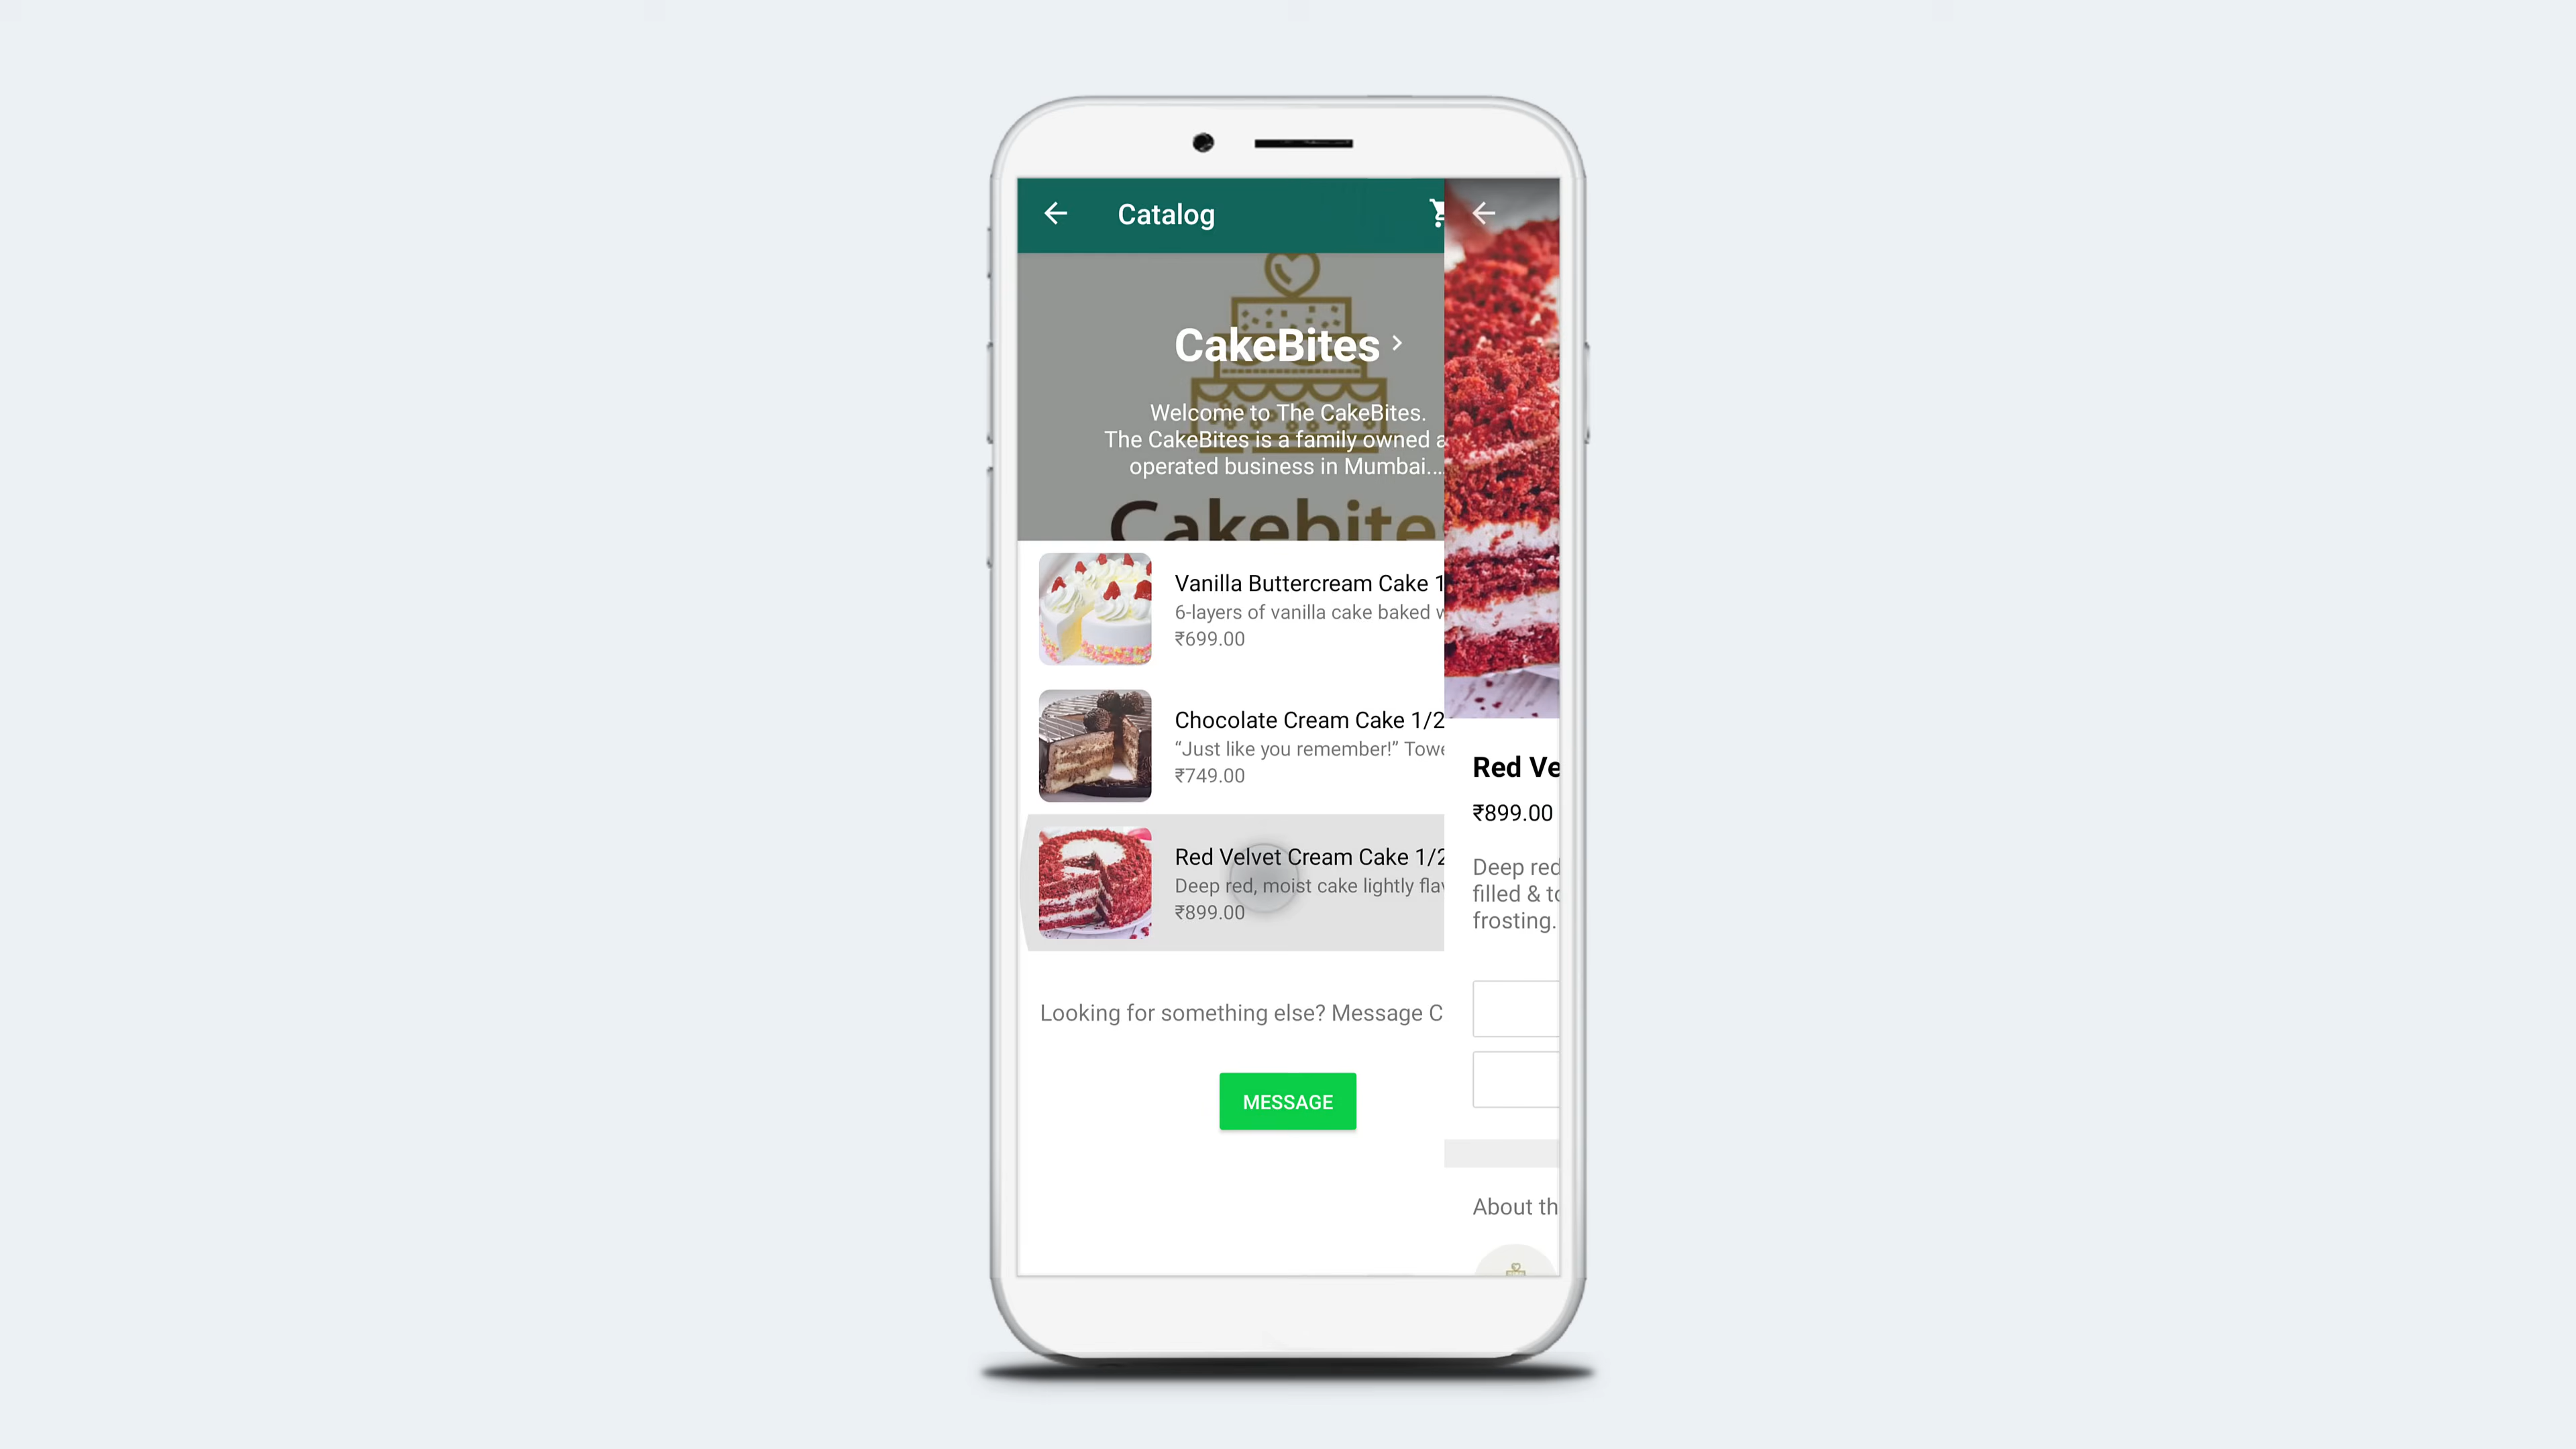 Catalog
CakeBites
Welcome to The CakeBites.
The CakeBites is a family owned a
operated business in Mumbai...
Cakebite
Vanilla Buttercream Cake 1
6-layers of vanilla cake baked w
₹699.00
Chocolate Cream Cake 1/2
“Just like you remember!” Towe
₹749.00
Red Velvet Cream Cake 1/2
Deep red, moist cake lightly flav
₹899.00
Looking for something else? Message C
MESSAGE
Red Ve
₹899.00
Deep red
filled & to
frosting.
About th